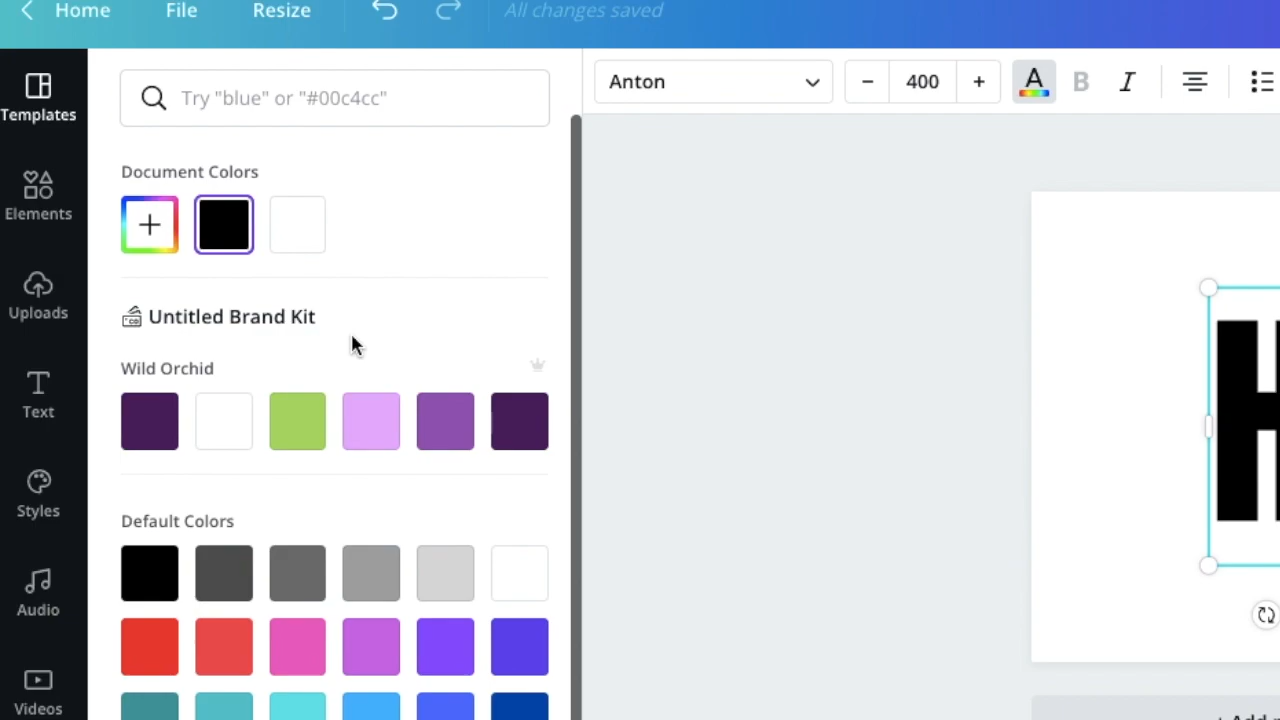 Home File Resize All changes saved
Templates
Elements
Uploads
Text
Styles
Audio
Videos
Try "blue" or "#00c4cc"
Document Colors
Untitled Brand Kit
Wild Orchid
Default Colors
Anton − 400 + A B I
H
+ Add